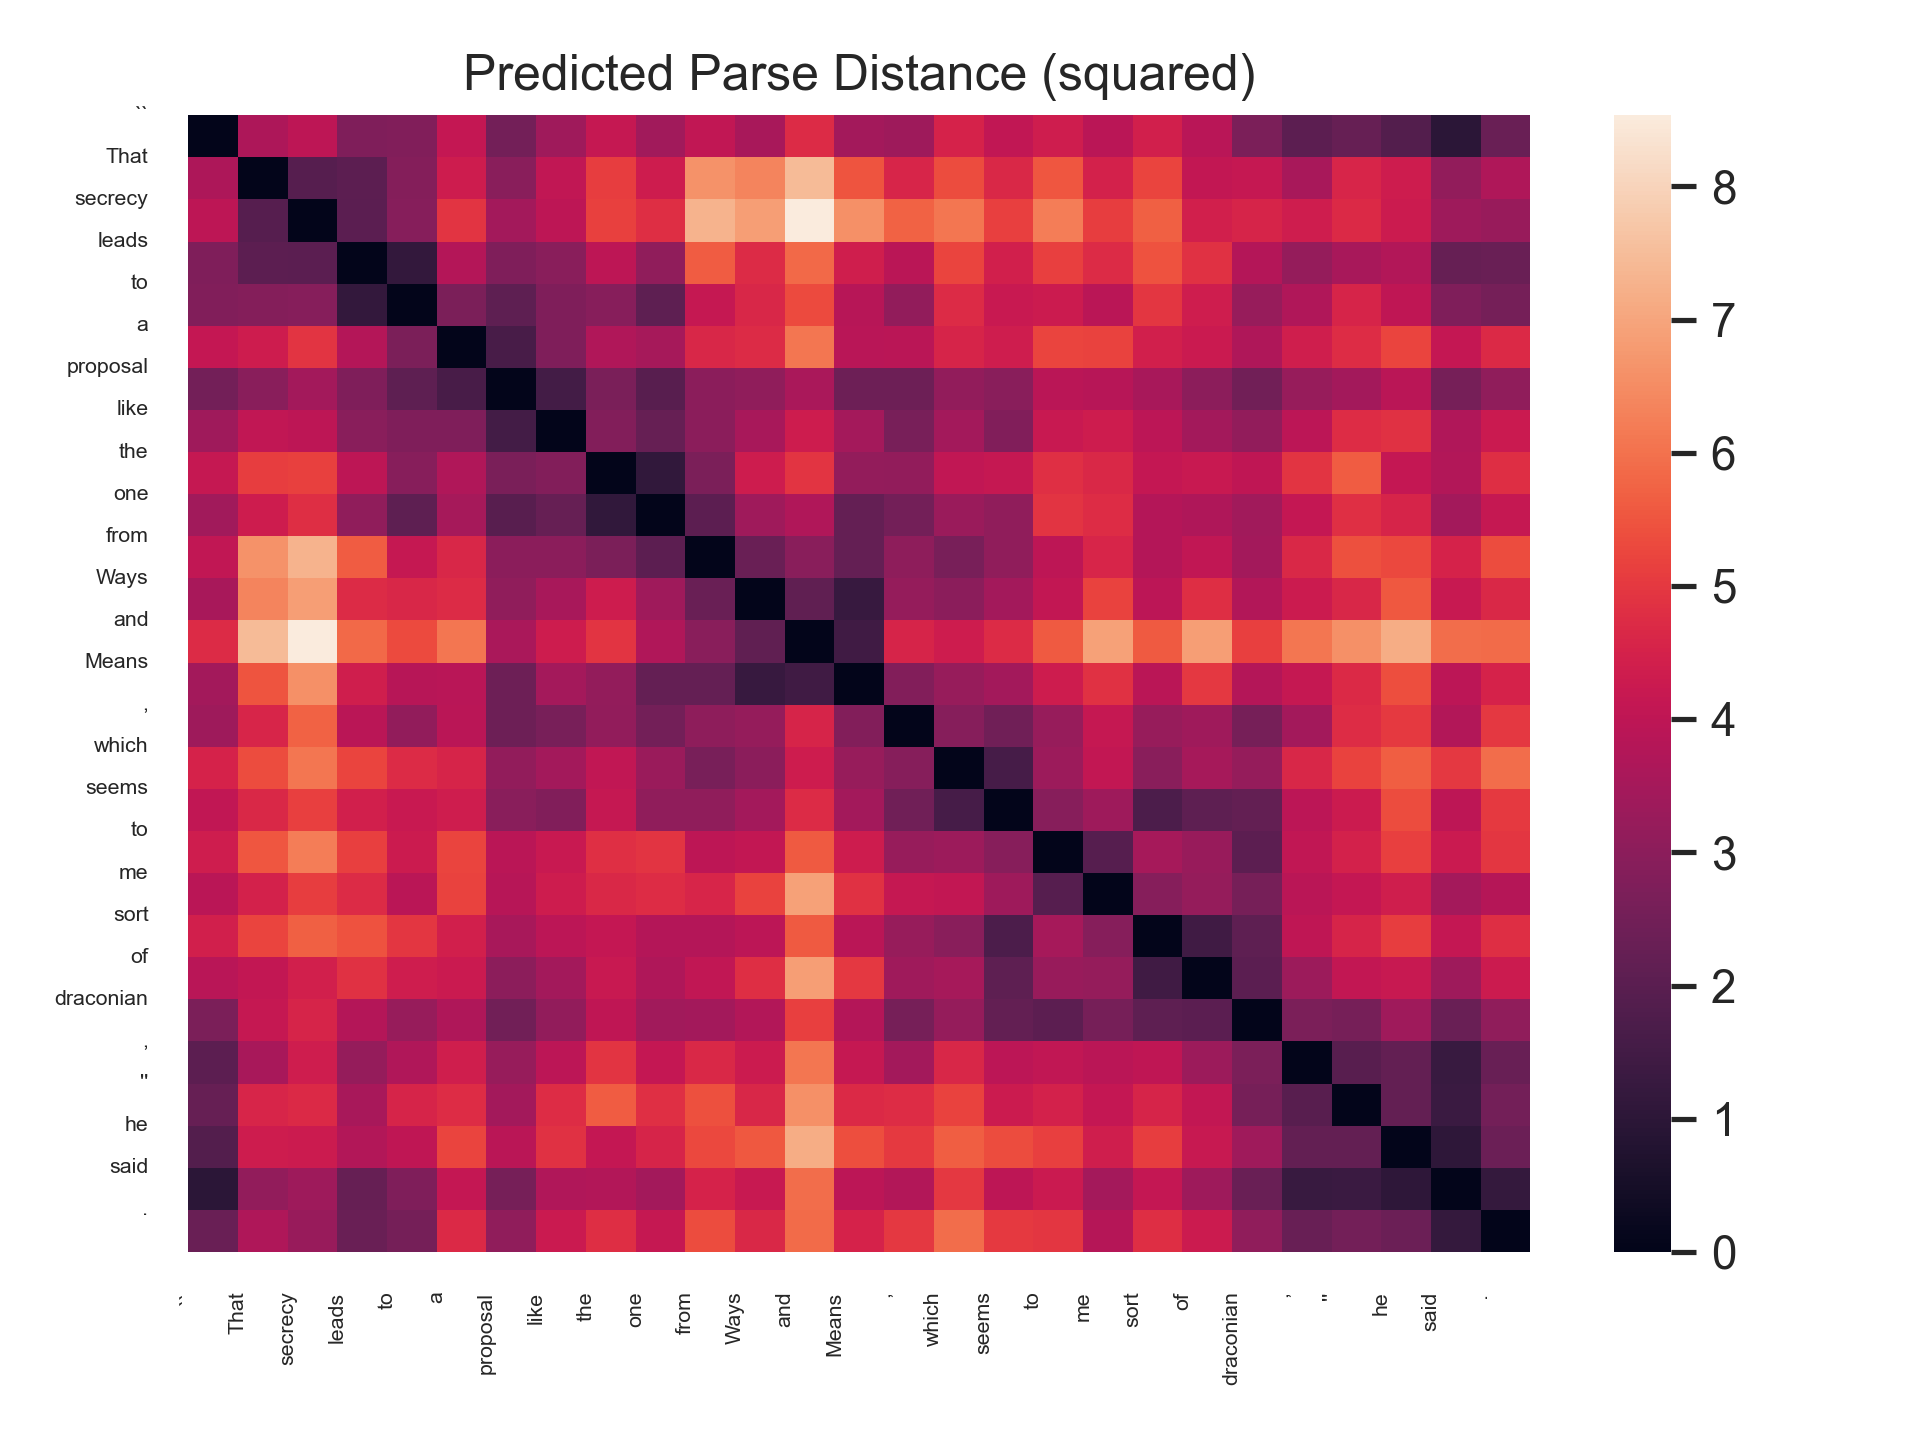 Predicted Parse Distance (squared)
``
That
secrecy
leads
to
a
proposal
like
the
one
from
Ways
and
Means
,
which
seems
to
me
sort
of
draconian
,
''
he
said
.
8
7
6
5
4
3
2
1
0
``
That
secrecy
leads
to
a
proposal
like
the
one
from
Ways
and
Means
,
which
seems
to
me
sort
of
draconian
,
''
he
said
.